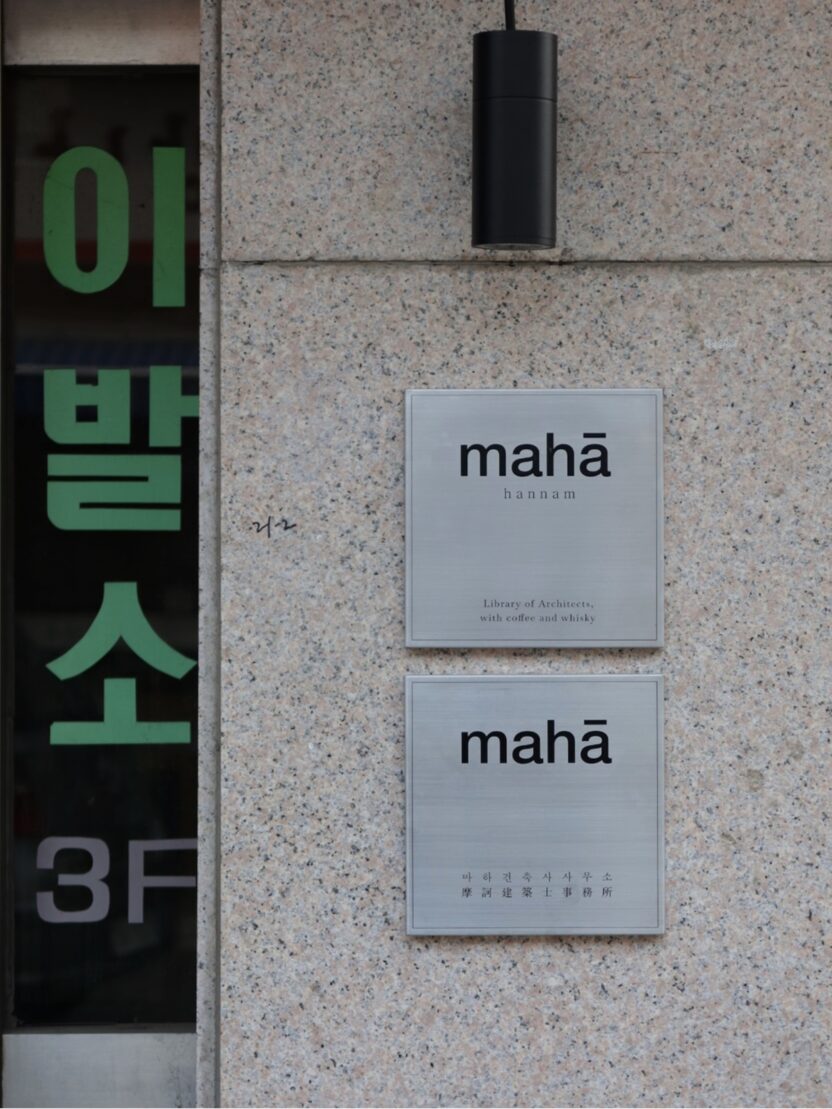 이
발
소
3F
mahā
hannam
Library of Architects,
with coffee and whisky
mahā
마하건축사사무소
摩訶建築士事務所